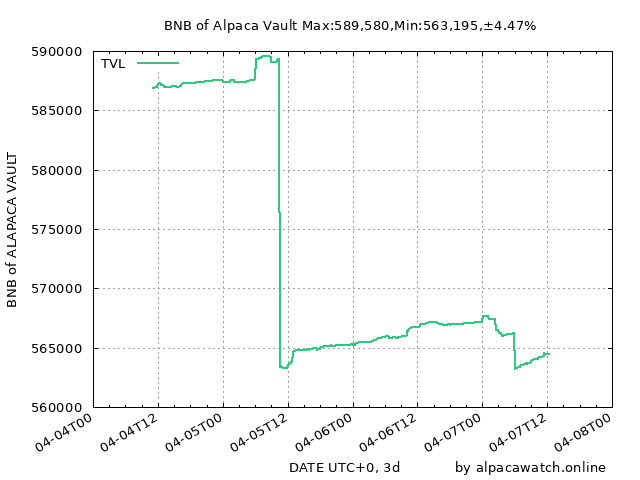 BNB of Alpaca Vault Max:589,580,Min:563,195,±4.47%
TVL
BNB of ALAPACA VAULT
590000
585000
580000
575000
570000
565000
560000
04-04T00
04-04T12
04-05T00
04-05T12
04-06T00
04-06T12
04-07T00
04-07T12
04-08T00
DATE UTC+0, 3d
by alpacawatch.online